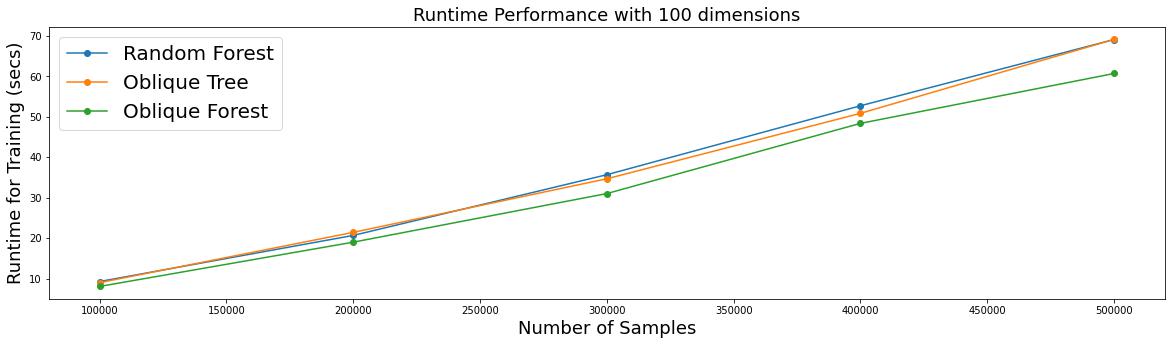 Runtime Performance with 100 dimensions
Random Forest
Oblique Tree
Oblique Forest
Runtime for Training (secs)
70
60
50
40
30
20
10
100000 150000 200000 250000 300000 350000 400000 450000 500000
Number of Samples